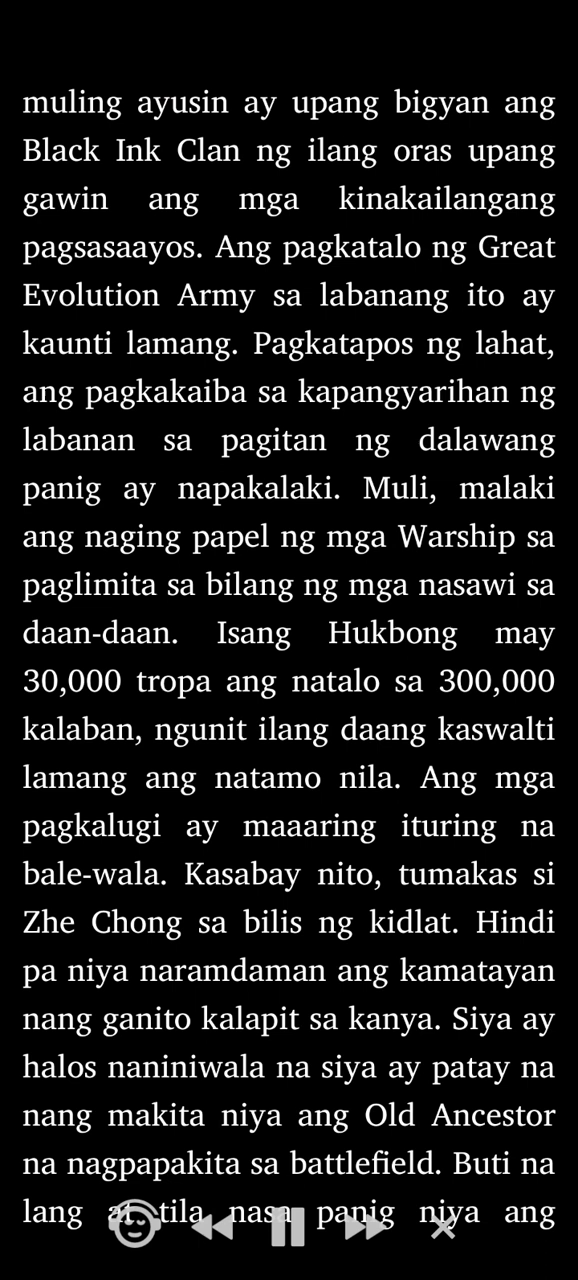 muling ayusin ay upang bigyan ang
Black Ink Clan ng ilang oras upang
gawin ang mga kinakailangang
pagsasaayos. Ang pagkatalo ng Great
Evolution Army sa labanang ito ay
kaunti lamang. Pagkatapos ng lahat,
ang pagkakaiba sa kapangyarihan ng
labanan sa pagitan ng dalawang
panig ay napakalaki. Muli, malaki
ang naging papel ng mga Warship sa
paglimita sa bilang ng mga nasawi sa
daan-daan. Isang Hukbong may
30,000 tropa ang natalo sa 300,000
kalaban, ngunit ilang daang kaswalti
lamang ang natamo nila. Ang mga
pagkalugi ay maaaring ituring na
bale-wala. Kasabay nito, tumakas si
Zhe Chong sa bilis ng kidlat. Hindi
pa niya naramdaman ang kamatayan
nang ganito kalapit sa kanya. Siya ay
halos naniniwala na siya ay patay na
nang makita niya ang Old Ancestor
na nagpapakita sa battlefield. Buti na
lang at tila nasa panig niya ang